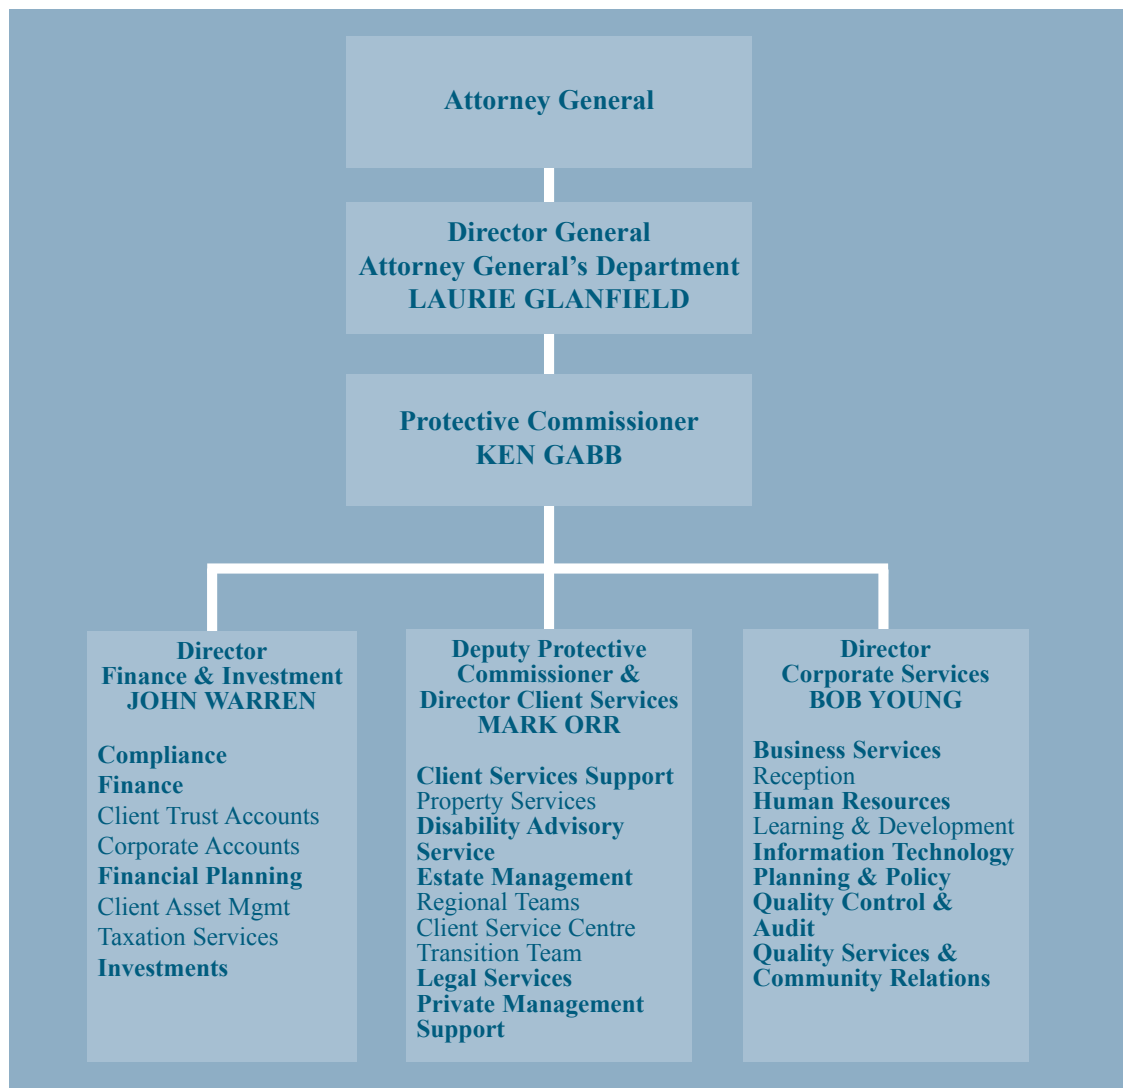 Attorney General
Director General
Attorney General’s Department
LAURIE GLANFIELD
Protective Commissioner
KEN GABB
Director
Finance & Investment
JOHN WARREN
Compliance
Finance
Client Trust Accounts
Corporate Accounts
Financial Planning
Client Asset Mgmt
Taxation Services
Investments
Deputy Protective
Commissioner &
Director Client Services
MARK ORR
Client Services Support
Property Services
Disability Advisory
Service
Estate Management
Regional Teams
Client Service Centre
Transition Team
Legal Services
Private Management
Support
Director
Corporate Services
BOB YOUNG
Business Services
Reception
Human Resources
Learning & Development
Information Technology
Planning & Policy
Quality Control &
Audit
Quality Services &
Community Relations